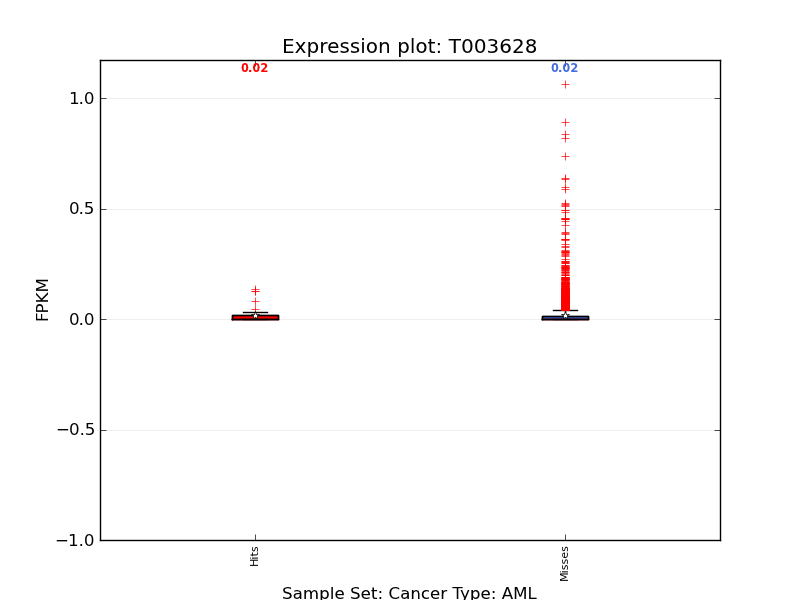 Expression plot: T003628
0.02
0.02
1.0
0.5
0.0
−0.5
−1.0
FPKM
Hits
Misses
Sample Set: Cancer Type: AML